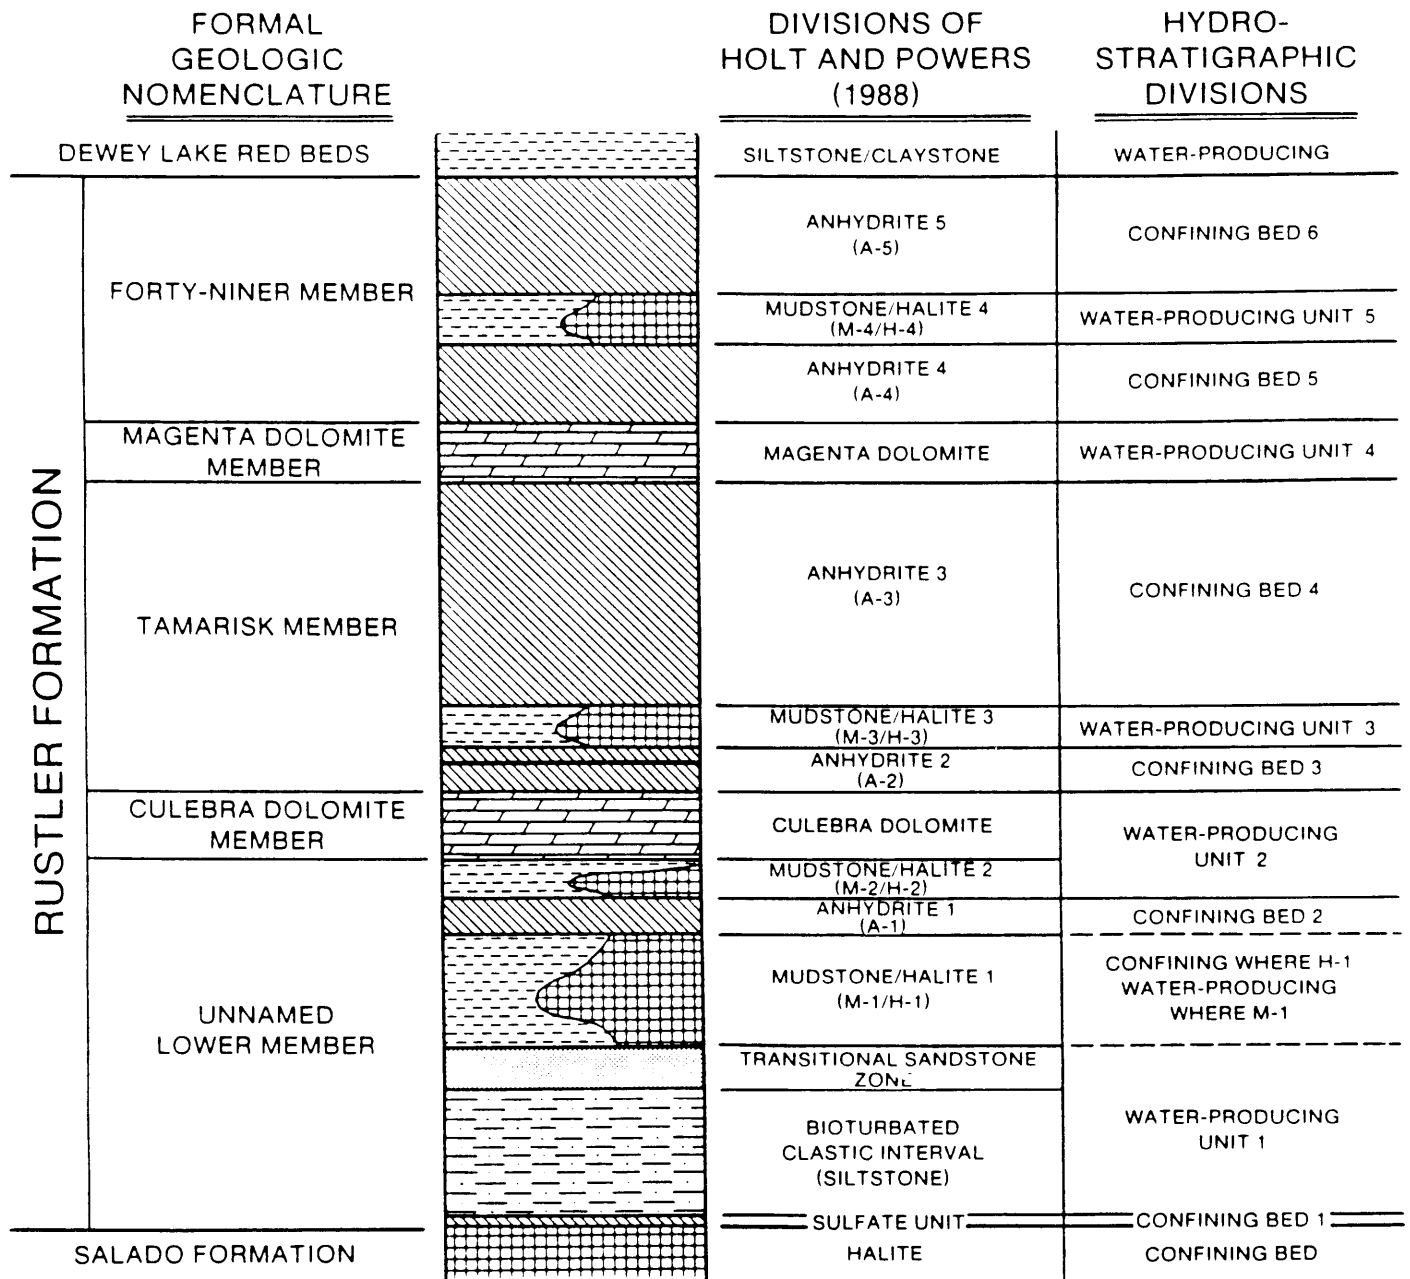 FORMAL
GEOLOGIC
NOMENCLATURE
DIVISIONS OF
HOLT AND POWERS
(1988)
HYDRO-
STRATIGRAPHIC
DIVISIONS
DEWEY LAKE RED BEDS
SILTSTONE/CLAYSTONE
WATER-PRODUCING
RUSTLER FORMATION
FORTY-NINER MEMBER
ANHYDRITE 5
(A-5)
CONFINING BED 6
MUDSTONE/HALITE 4
(M-4/H-4)
WATER-PRODUCING UNIT 5
ANHYDRITE 4
(A-4)
CONFINING BED 5
MAGENTA DOLOMITE
MEMBER
MAGENTA DOLOMITE
WATER-PRODUCING UNIT 4
TAMARISK MEMBER
ANHYDRITE 3
(A-3)
CONFINING BED 4
MUDSTONE/HALITE 3
(M-3/H-3)
WATER-PRODUCING UNIT 3
ANHYDRITE 2
(A-2)
CONFINING BED 3
CULEBRA DOLOMITE
MEMBER
CULEBRA DOLOMITE
WATER-PRODUCING
UNIT 2
UNNAMED
LOWER MEMBER
MUDSTONE/HALITE 2
(M-2/H-2)
ANHYDRITE 1
(A-1)
CONFINING BED 2
MUDSTONE/HALITE 1
(M-1/H-1)
CONFINING WHERE H-1
WATER-PRODUCING
WHERE M-1
TRANSITIONAL SANDSTONE
ZONE
BIOTURBATED
CLASTIC INTERVAL
(SILTSTONE)
WATER-PRODUCING
UNIT 1
SULFATE UNIT
CONFINING BED 1
SALADO FORMATION
HALITE
CONFINING BED